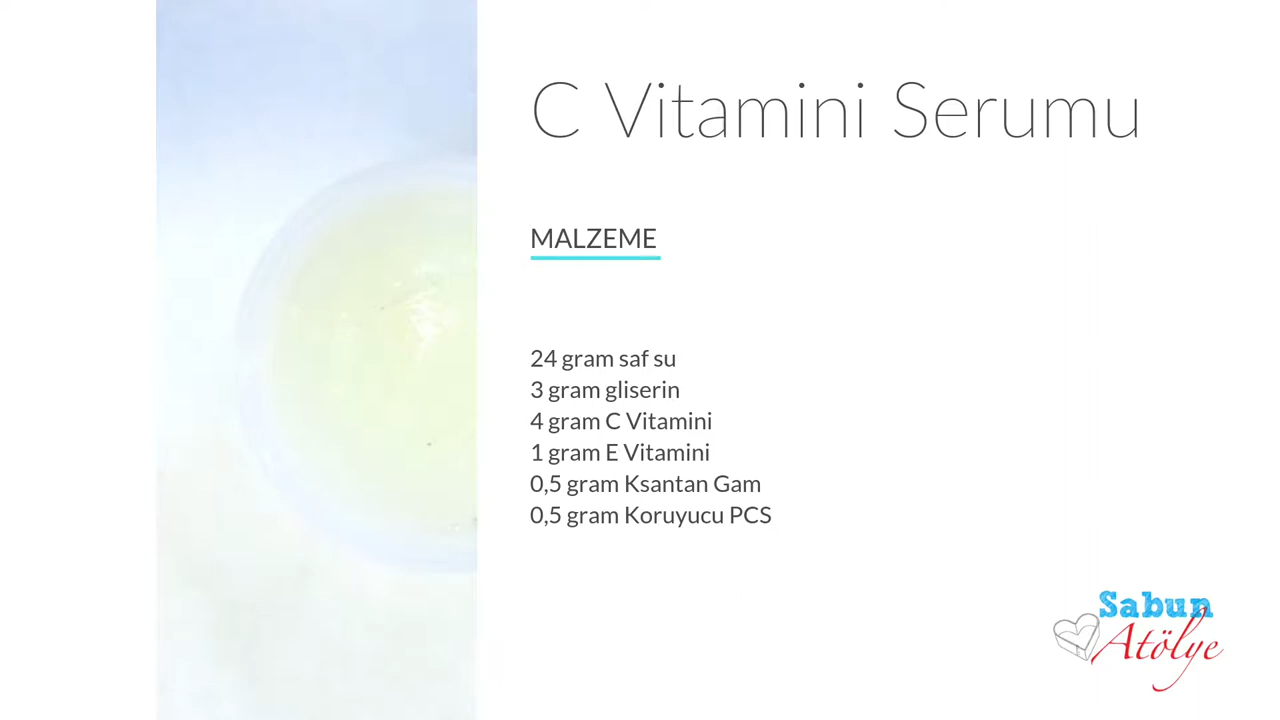 C Vitamini Serumu
MALZEME
24 gram saf su
3 gram gliserin
4 gram C Vitamini
1 gram E Vitamini
0,5 gram Ksantan Gam
0,5 gram Koruyucu PCS
Sabun
Atölye